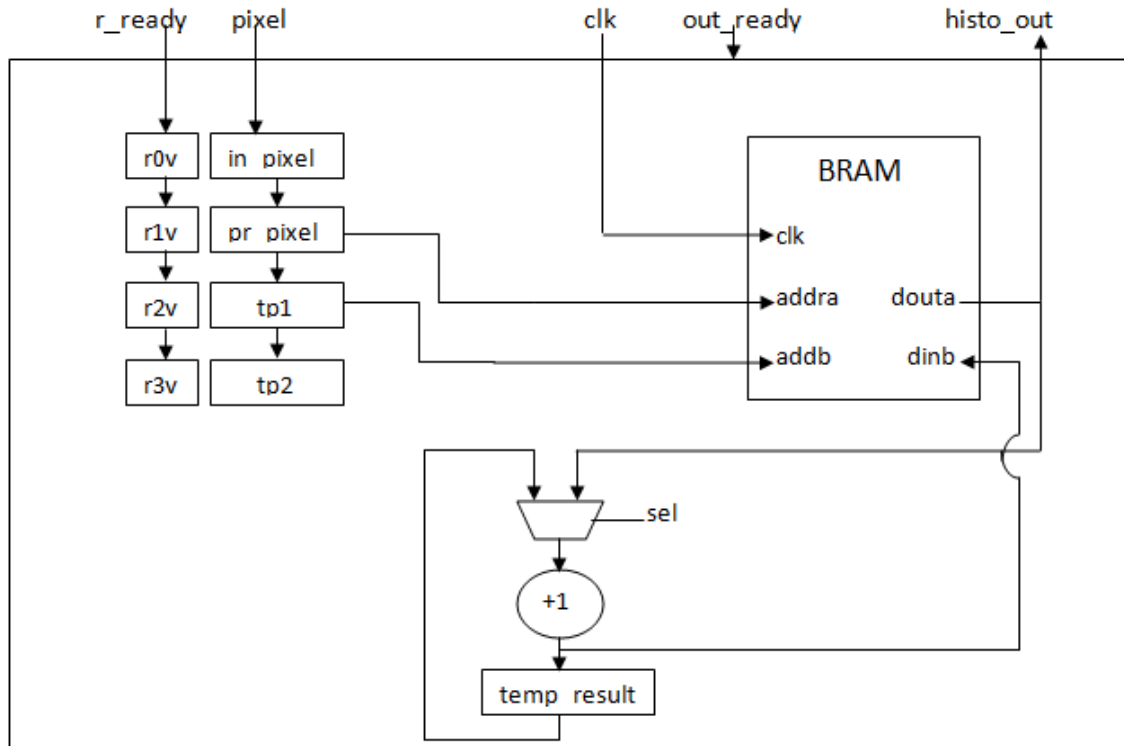 r_ready pixel clk out_ready histo_out
r0v in_pixel
BRAM
r1v pr_pixel clk
r2v tp1 addra douta
r3v tp2 addb dinb
sel
+1
temp_result